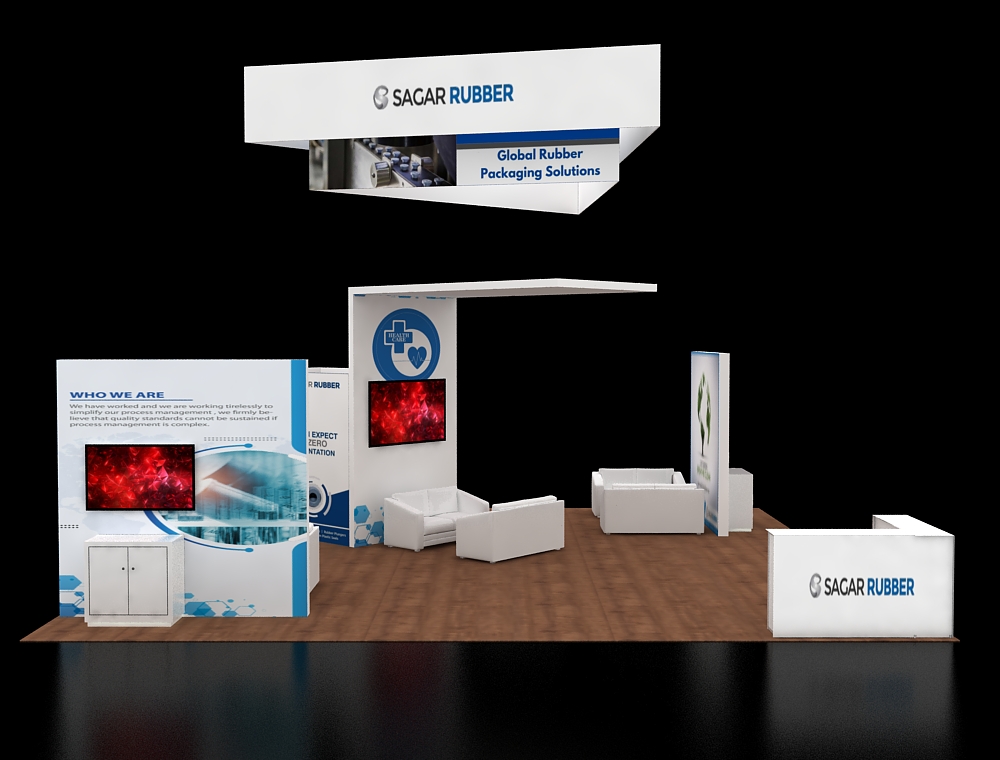 SAGAR RUBBER
Global Rubber
Packaging Solutions
HEALTH
CARE
WHO WE ARE
We have worked and we are working tirelessly to
simplify our process management , we firmly be-
lieve that quality standards cannot be sustained if
process management is complex.
R RUBBER
EXPECT
ZERO
NTATION
SAGAR RUBBER